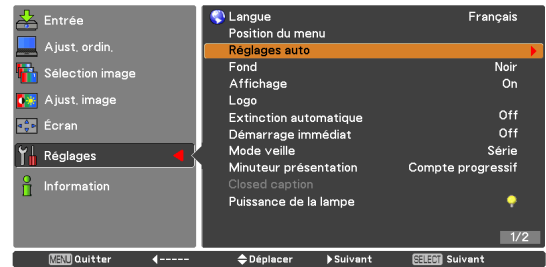 Entrée
Ajust. ordin.
Sélection image
Ajust. image
Écran
Réglages
Information
Langue Français
Position du menu
Réglages auto
Fond Noir
Affichage On
Logo
Extinction automatique Off
Démarrage immédiat Off
Mode veille Série
Minuteur présentation Compte progressif
Closed caption
Puissance de la lampe
1/2
MENU Quitter ----- Déplacer Suivant SELECT Suivant